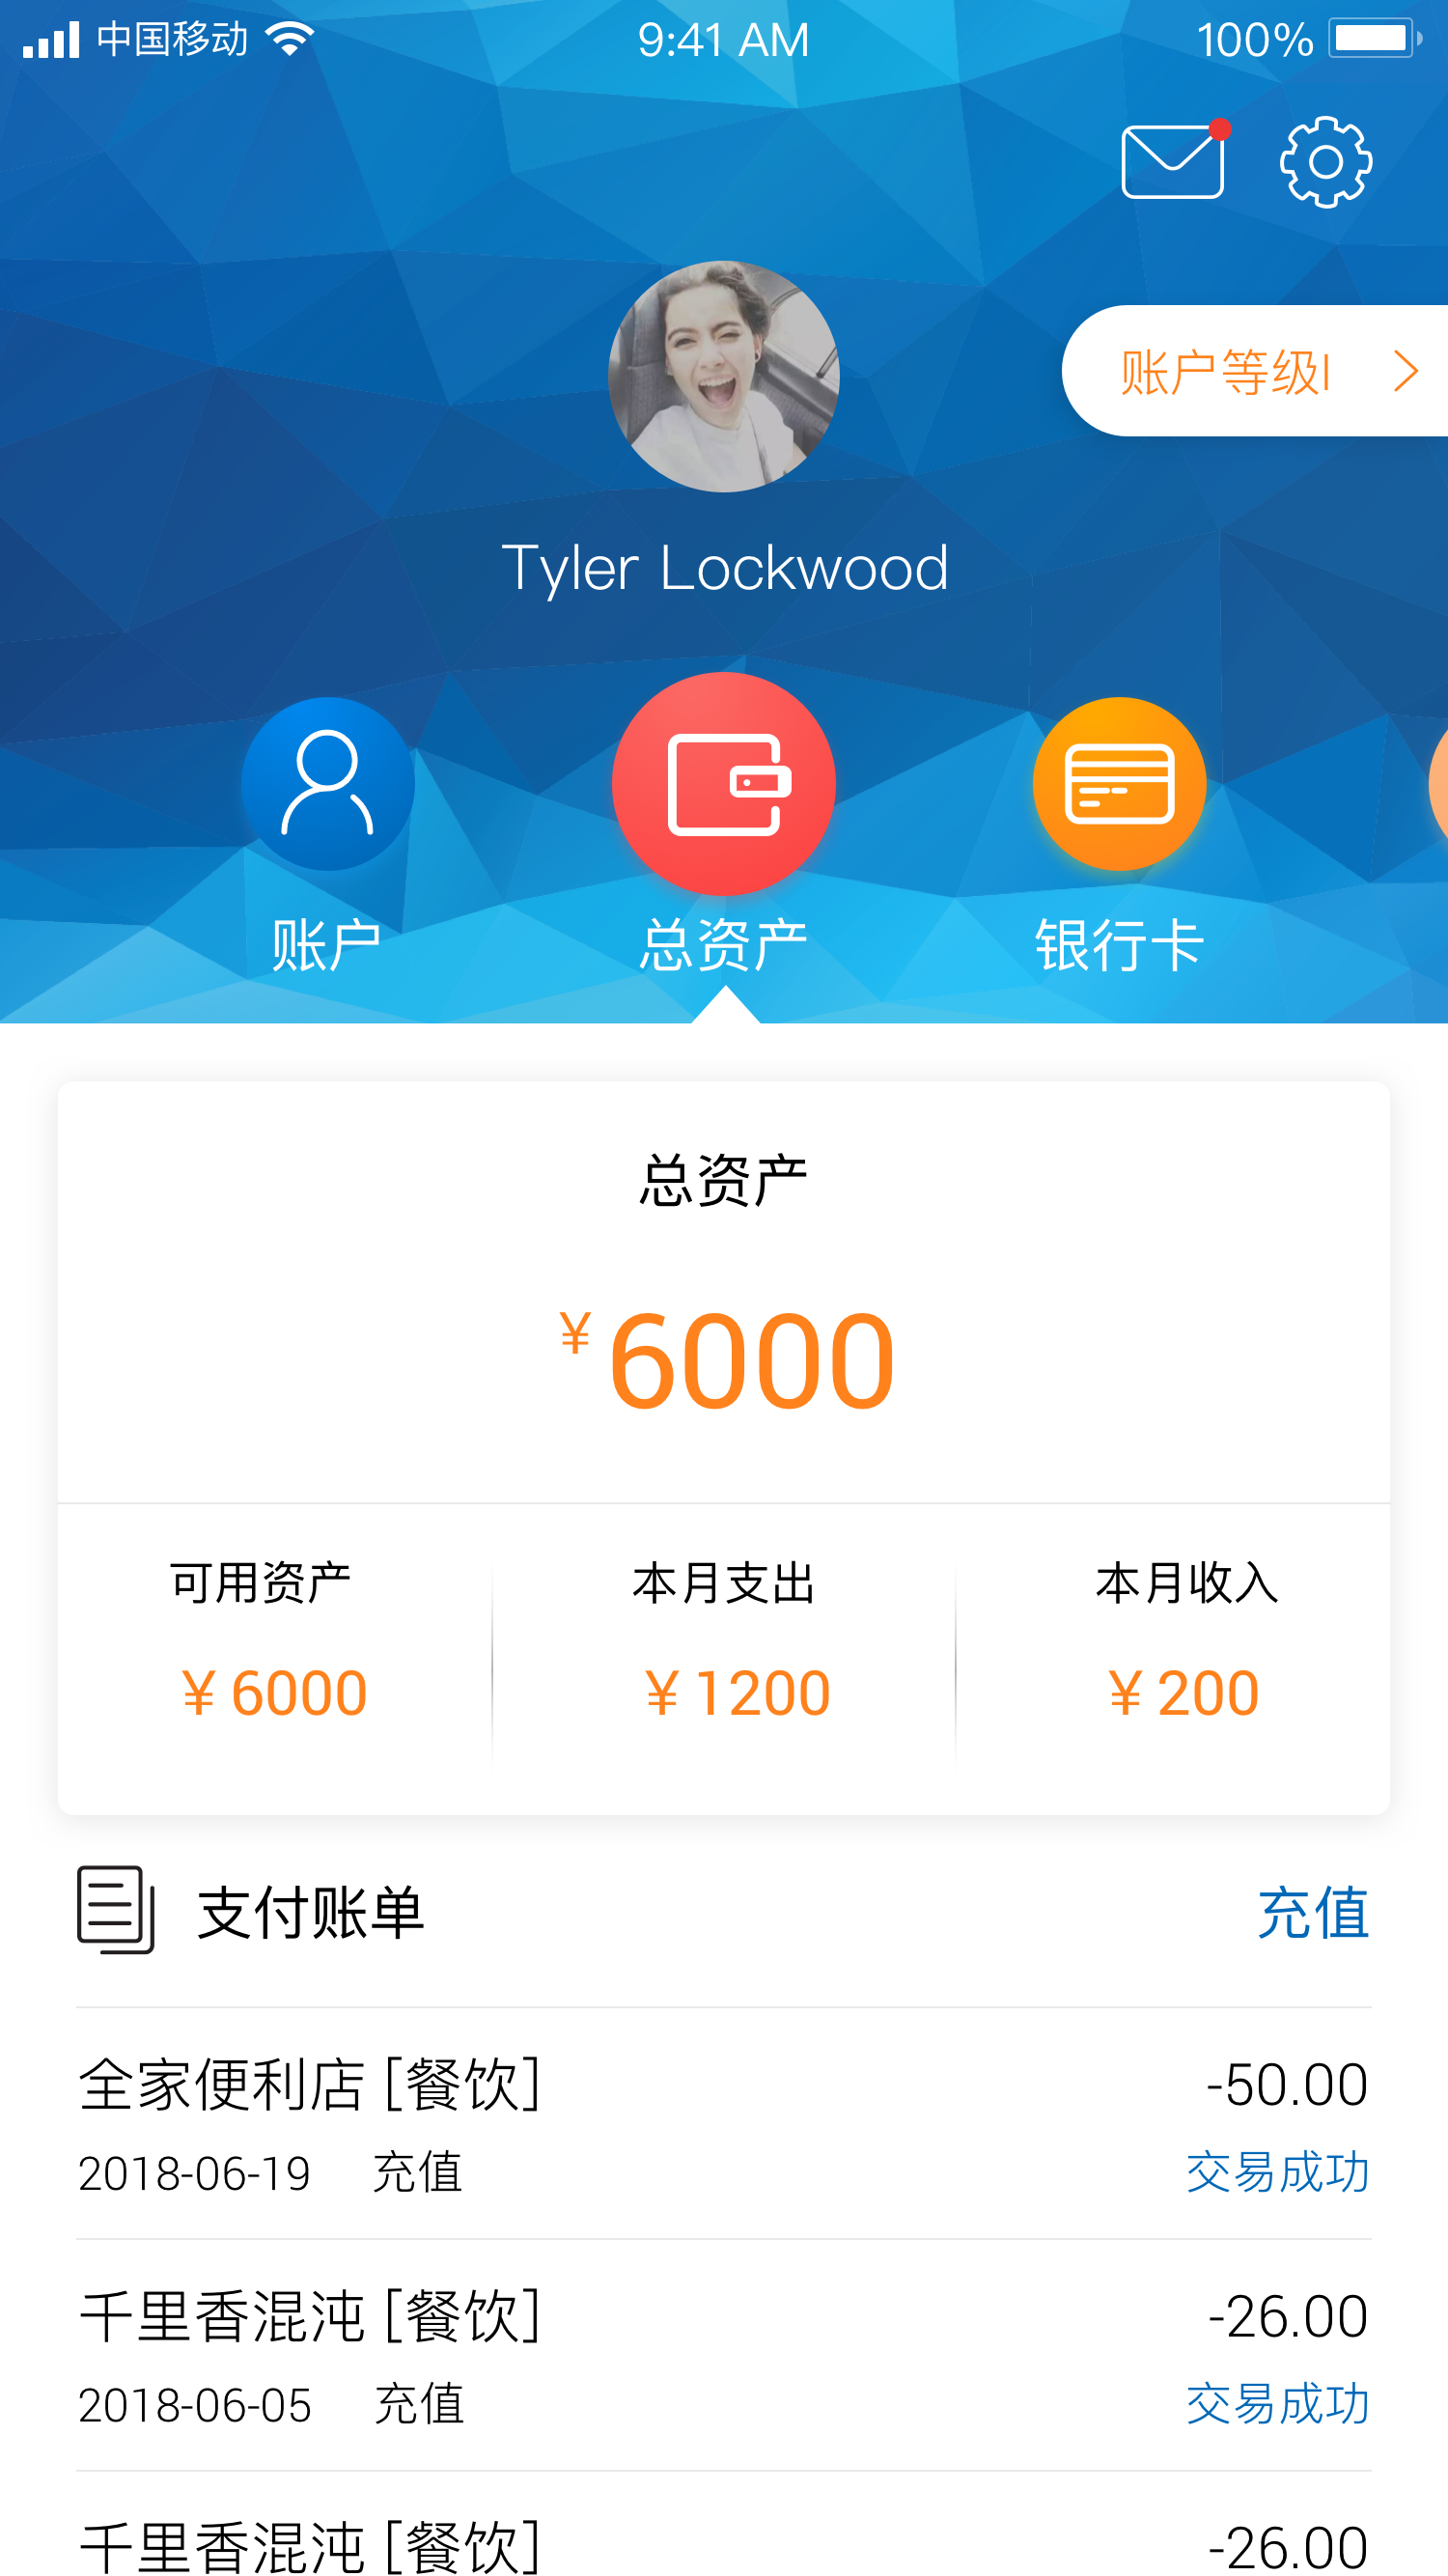 中国移动 9:41 AM 100%
账户等级I
Tyler Lockwood
账户 总资产 银行卡
总资产
¥ 6000
可用资产 本月支出 本月收入
¥ 6000 ¥ 1200 ¥ 200
支付账单 充值
全家便利店 [餐饮] -50.00
2018-06-19 充值 交易成功
千里香混沌 [餐饮] -26.00
2018-06-05 充值 交易成功
千里香混沌 [餐饮] -26.00